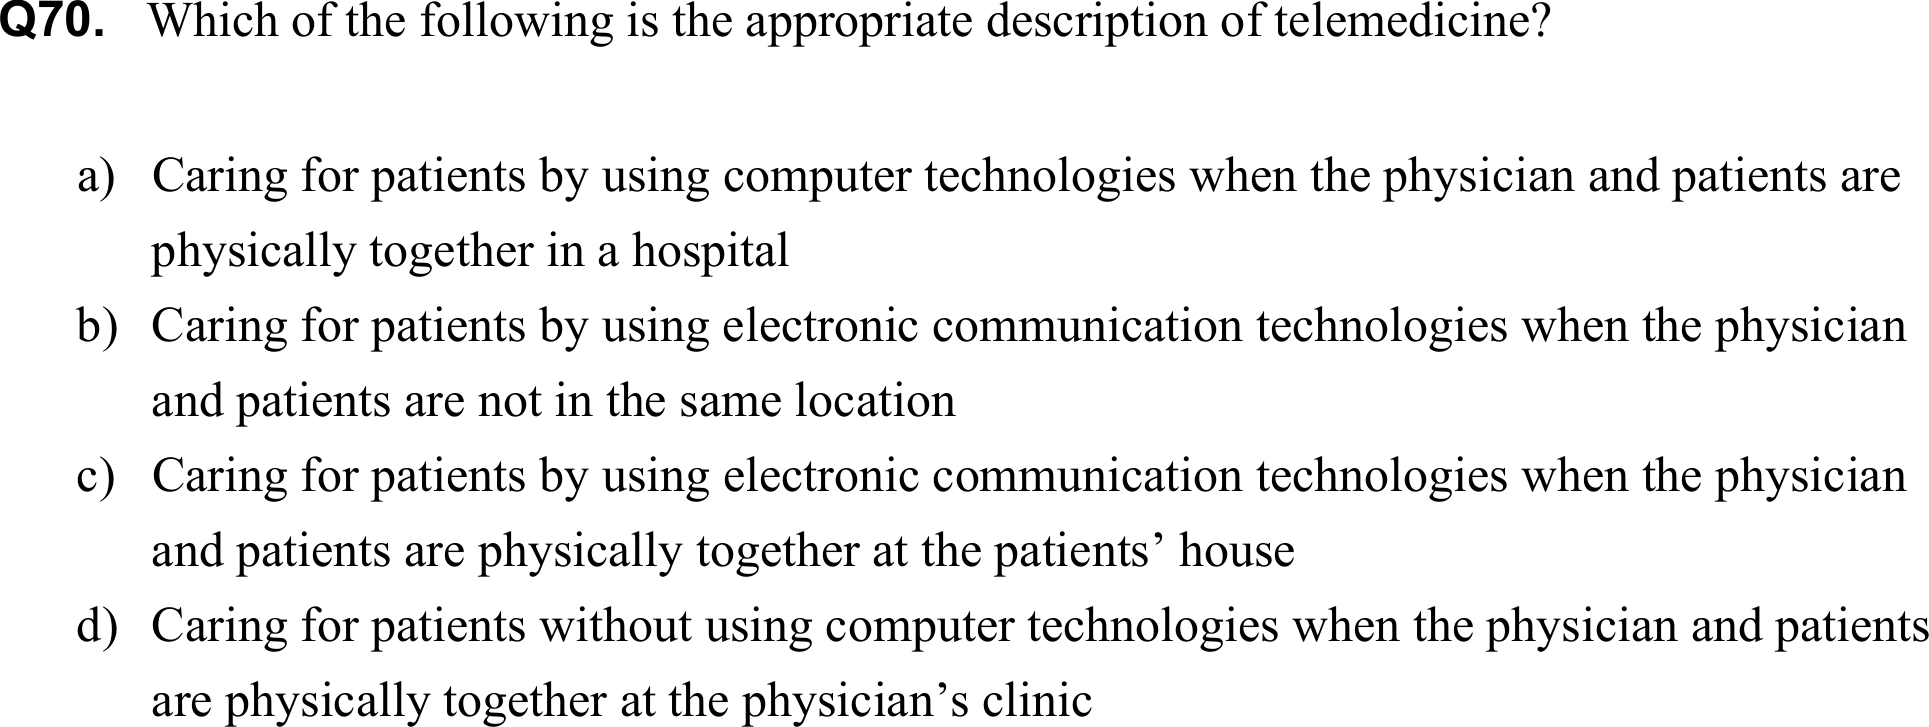 Q70. Which of the following is the appropriate description of telemedicine?
a) Caring for patients by using computer technologies when the physician and patients are
physically together in a hospital
b) Caring for patients by using electronic communication technologies when the physician
and patients are not in the same location
c) Caring for patients by using electronic communication technologies when the physician
and patients are physically together at the patients’ house
d) Caring for patients without using computer technologies when the physician and patients
are physically together at the physician’s clinic